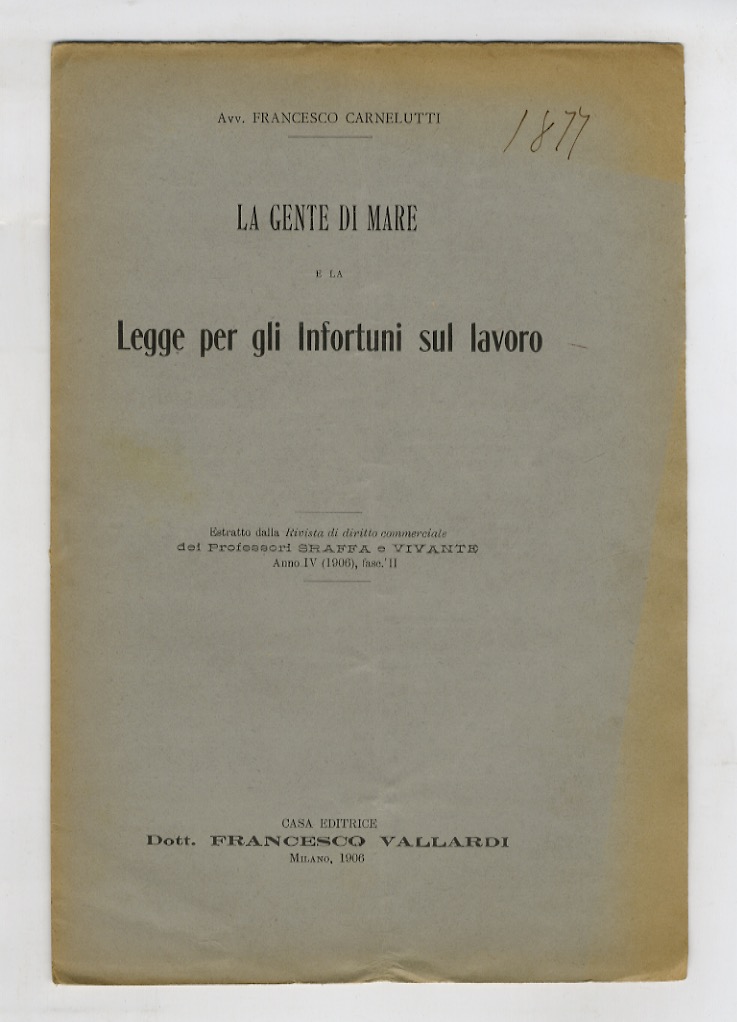 Avv. FRANCESCO CARNELUTTI
1877
LA GENTE DI MARE
E LA
Legge per gli Infortuni sul lavoro
Estratto dalla Rivista di diritto commerciale
dei Professori SRAFFA e VIVANTE
Anno IV (1906), fasc. II
CASA EDITRICE
Dott. FRANCESCO VALLARDI
MILANO, 1906